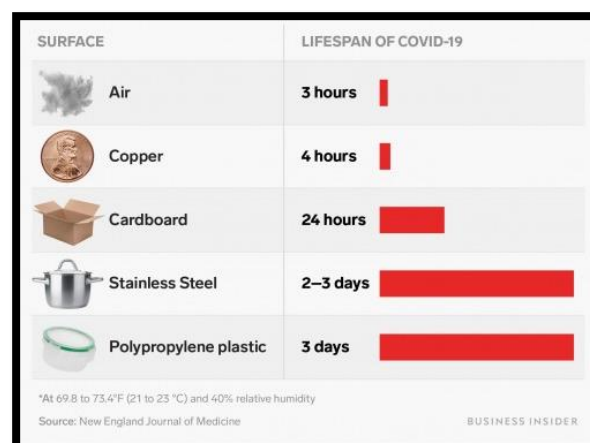 SURFACE LIFESPAN OF COVID-19
Air 3 hours
Copper 4 hours
Cardboard 24 hours
Stainless Steel 2–3 days
Polypropylene plastic 3 days
*At 69.8 to 73.4°F (21 to 23 °C) and 40% relative humidity
Source: New England Journal of Medicine BUSINESS INSIDER